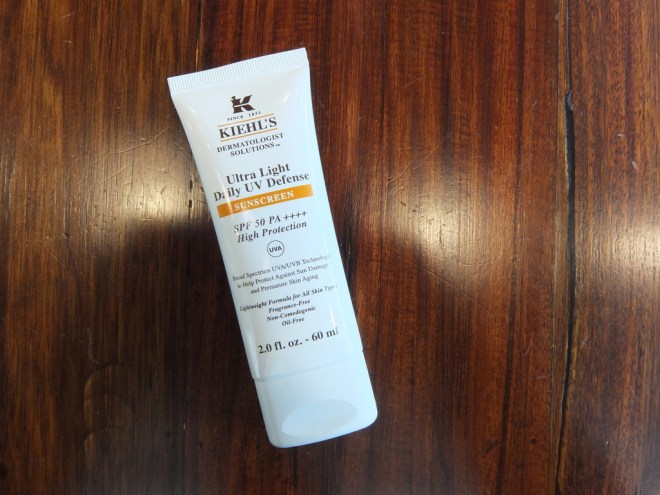 K
SINCE 1851
KIEHL'S
DERMATOLOGIST
SOLUTIONS™
Ultra Light
Daily UV Defense
SUNSCREEN
SPF 50 PA ++++
High Protection
UVA
Broad Spectrum UVA/UVB Technology
to Help Protect Against Sun Damage
and Premature Skin Aging
Lightweight Formula for All Skin Types
Fragrance-Free
Non-Comedogenic
Oil-Free
2.0 fl. oz. - 60 ml